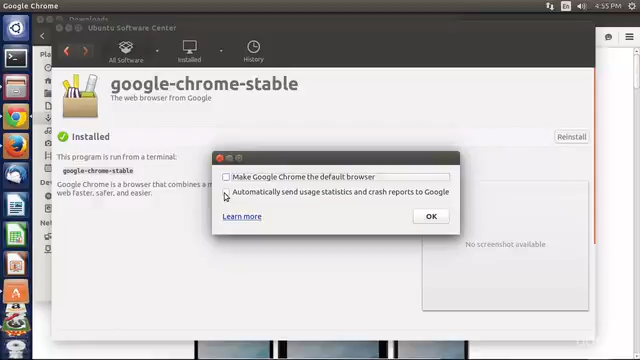 Google Chrome
En
4:55 PM
Downloads
Ubuntu Software Center
All Software
Installed
History
google-chrome-stable
The web browser from Google
Installed
Reinstall
This program is run from a terminal:
google-chrome-stable
Google Chrome is a browser that combines a m
web faster, safer, and easier.
Make Google Chrome the default browser
Automatically send usage statistics and crash reports to Google
Learn more
OK
No screenshot available
Pla
De
Ne